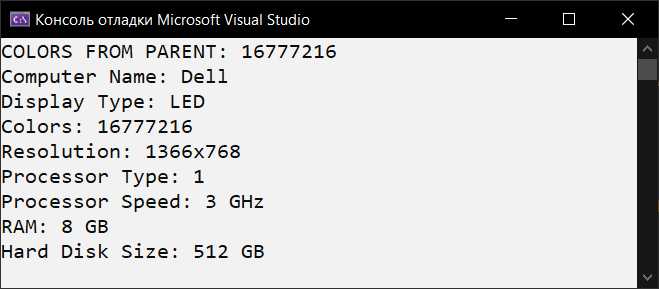 Консоль отладки Microsoft Visual Studio
COLORS FROM PARENT: 16777216
Computer Name: Dell
Display Type: LED
Colors: 16777216
Resolution: 1366x768
Processor Type: 1
Processor Speed: 3 GHz
RAM: 8 GB
Hard Disk Size: 512 GB